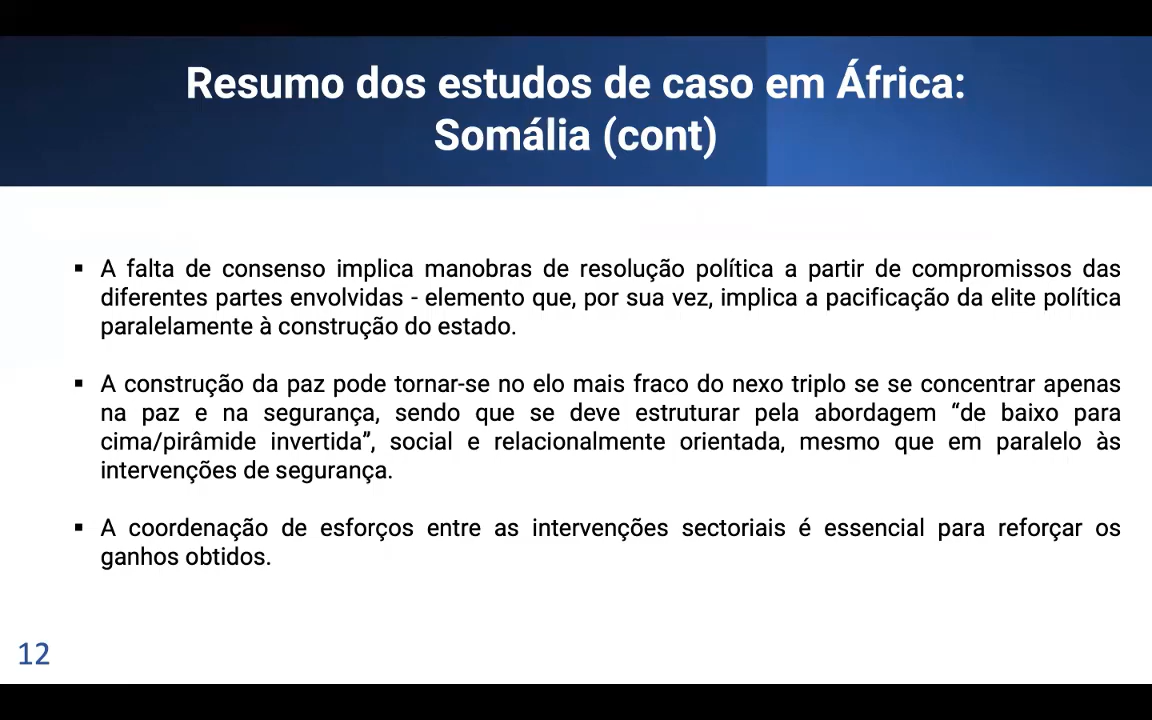 Resumo dos estudos de caso em África:
Somália (cont)
▪ A falta de consenso implica manobras de resolução política a partir de compromissos das
diferentes partes envolvidas - elemento que, por sua vez, implica a pacificação da elite política
paralelamente à construção do estado.
▪ A construção da paz pode tornar-se no elo mais fraco do nexo triplo se se concentrar apenas
na paz e na segurança, sendo que se deve estruturar pela abordagem “de baixo para
cima/pirâmide invertida”, social e relacionalmente orientada, mesmo que em paralelo às
intervenções de segurança.
▪ A coordenação de esforços entre as intervenções sectoriais é essencial para reforçar os
ganhos obtidos.
12